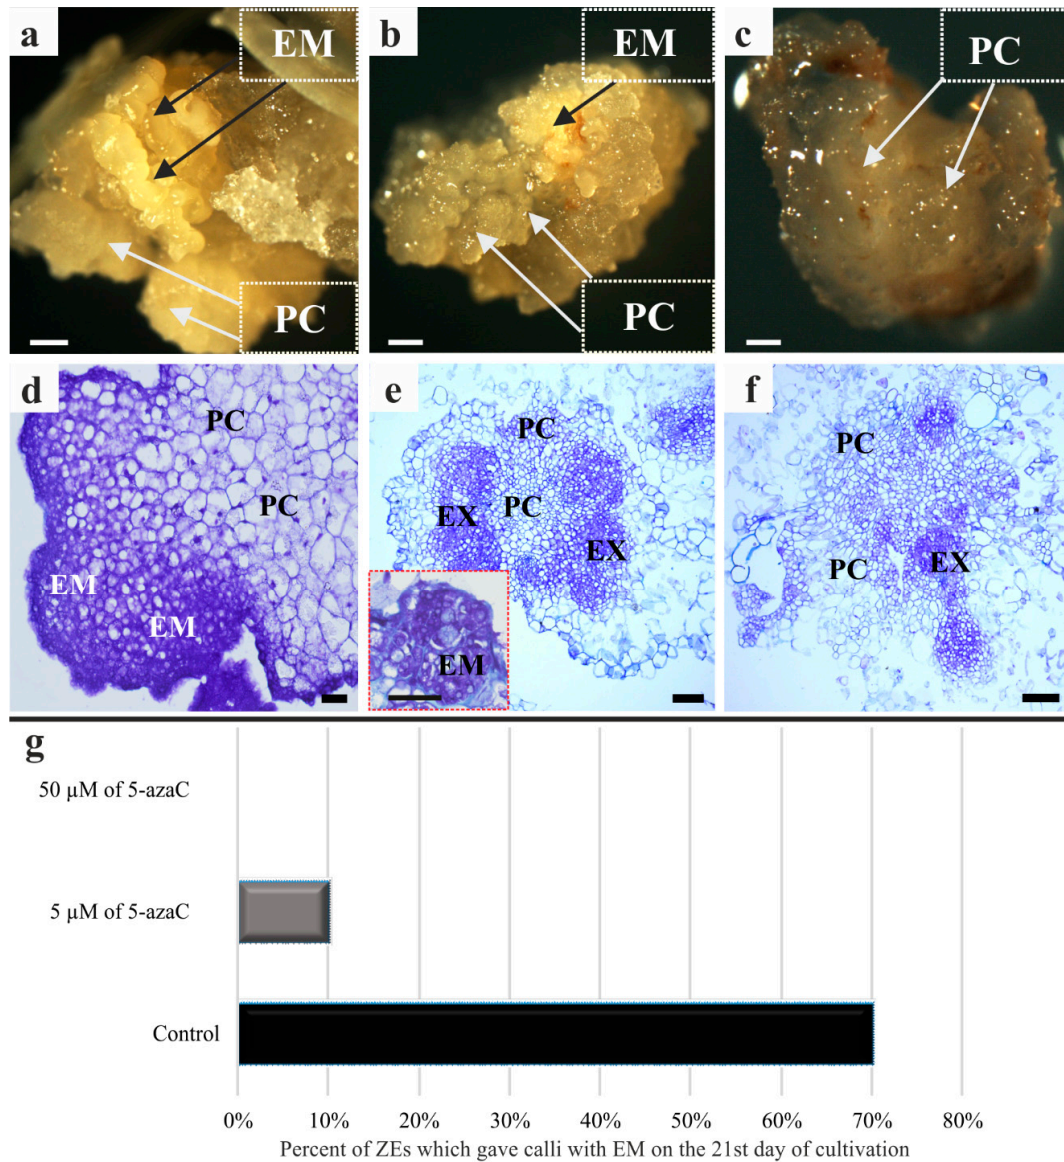 a
EM
PC
b
EM
PC
c
PC
d
PC
PC
EM
EM
e
PC
PC
EX
EX
EM
f
PC
PC
EX
g
50 µM of 5-azaC
5 µM of 5-azaC
Control
0% 10% 20% 30% 40% 50% 60% 70% 80%
Percent of ZEs which gave calli with EM on the 21st day of cultivation